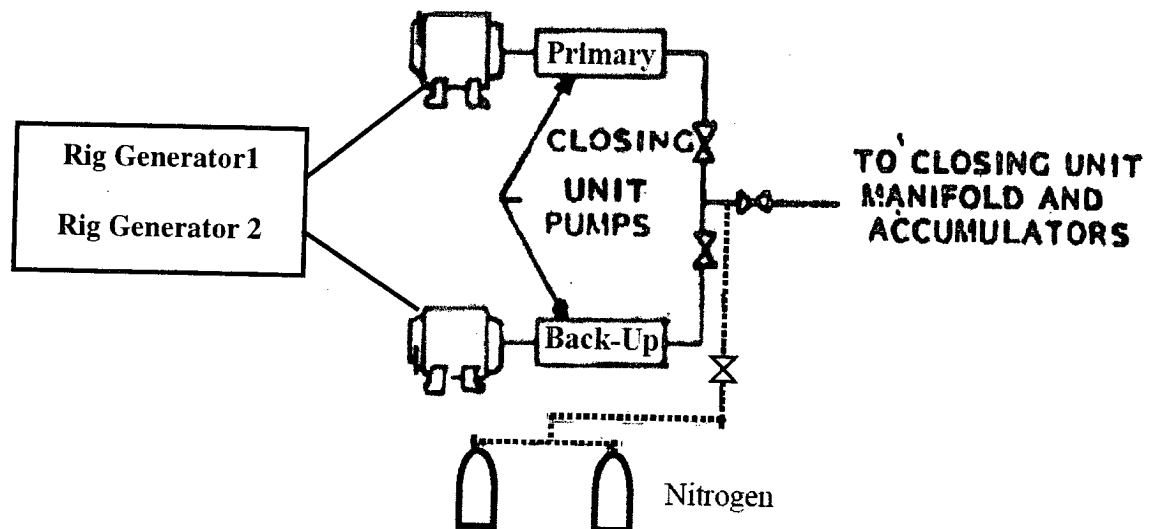 Primary
Rig Generator1
Rig Generator 2
CLOSING
UNIT
PUMPS
TO CLOSING UNIT
MANIFOLD AND
ACCUMULATORS
Back-Up
Nitrogen